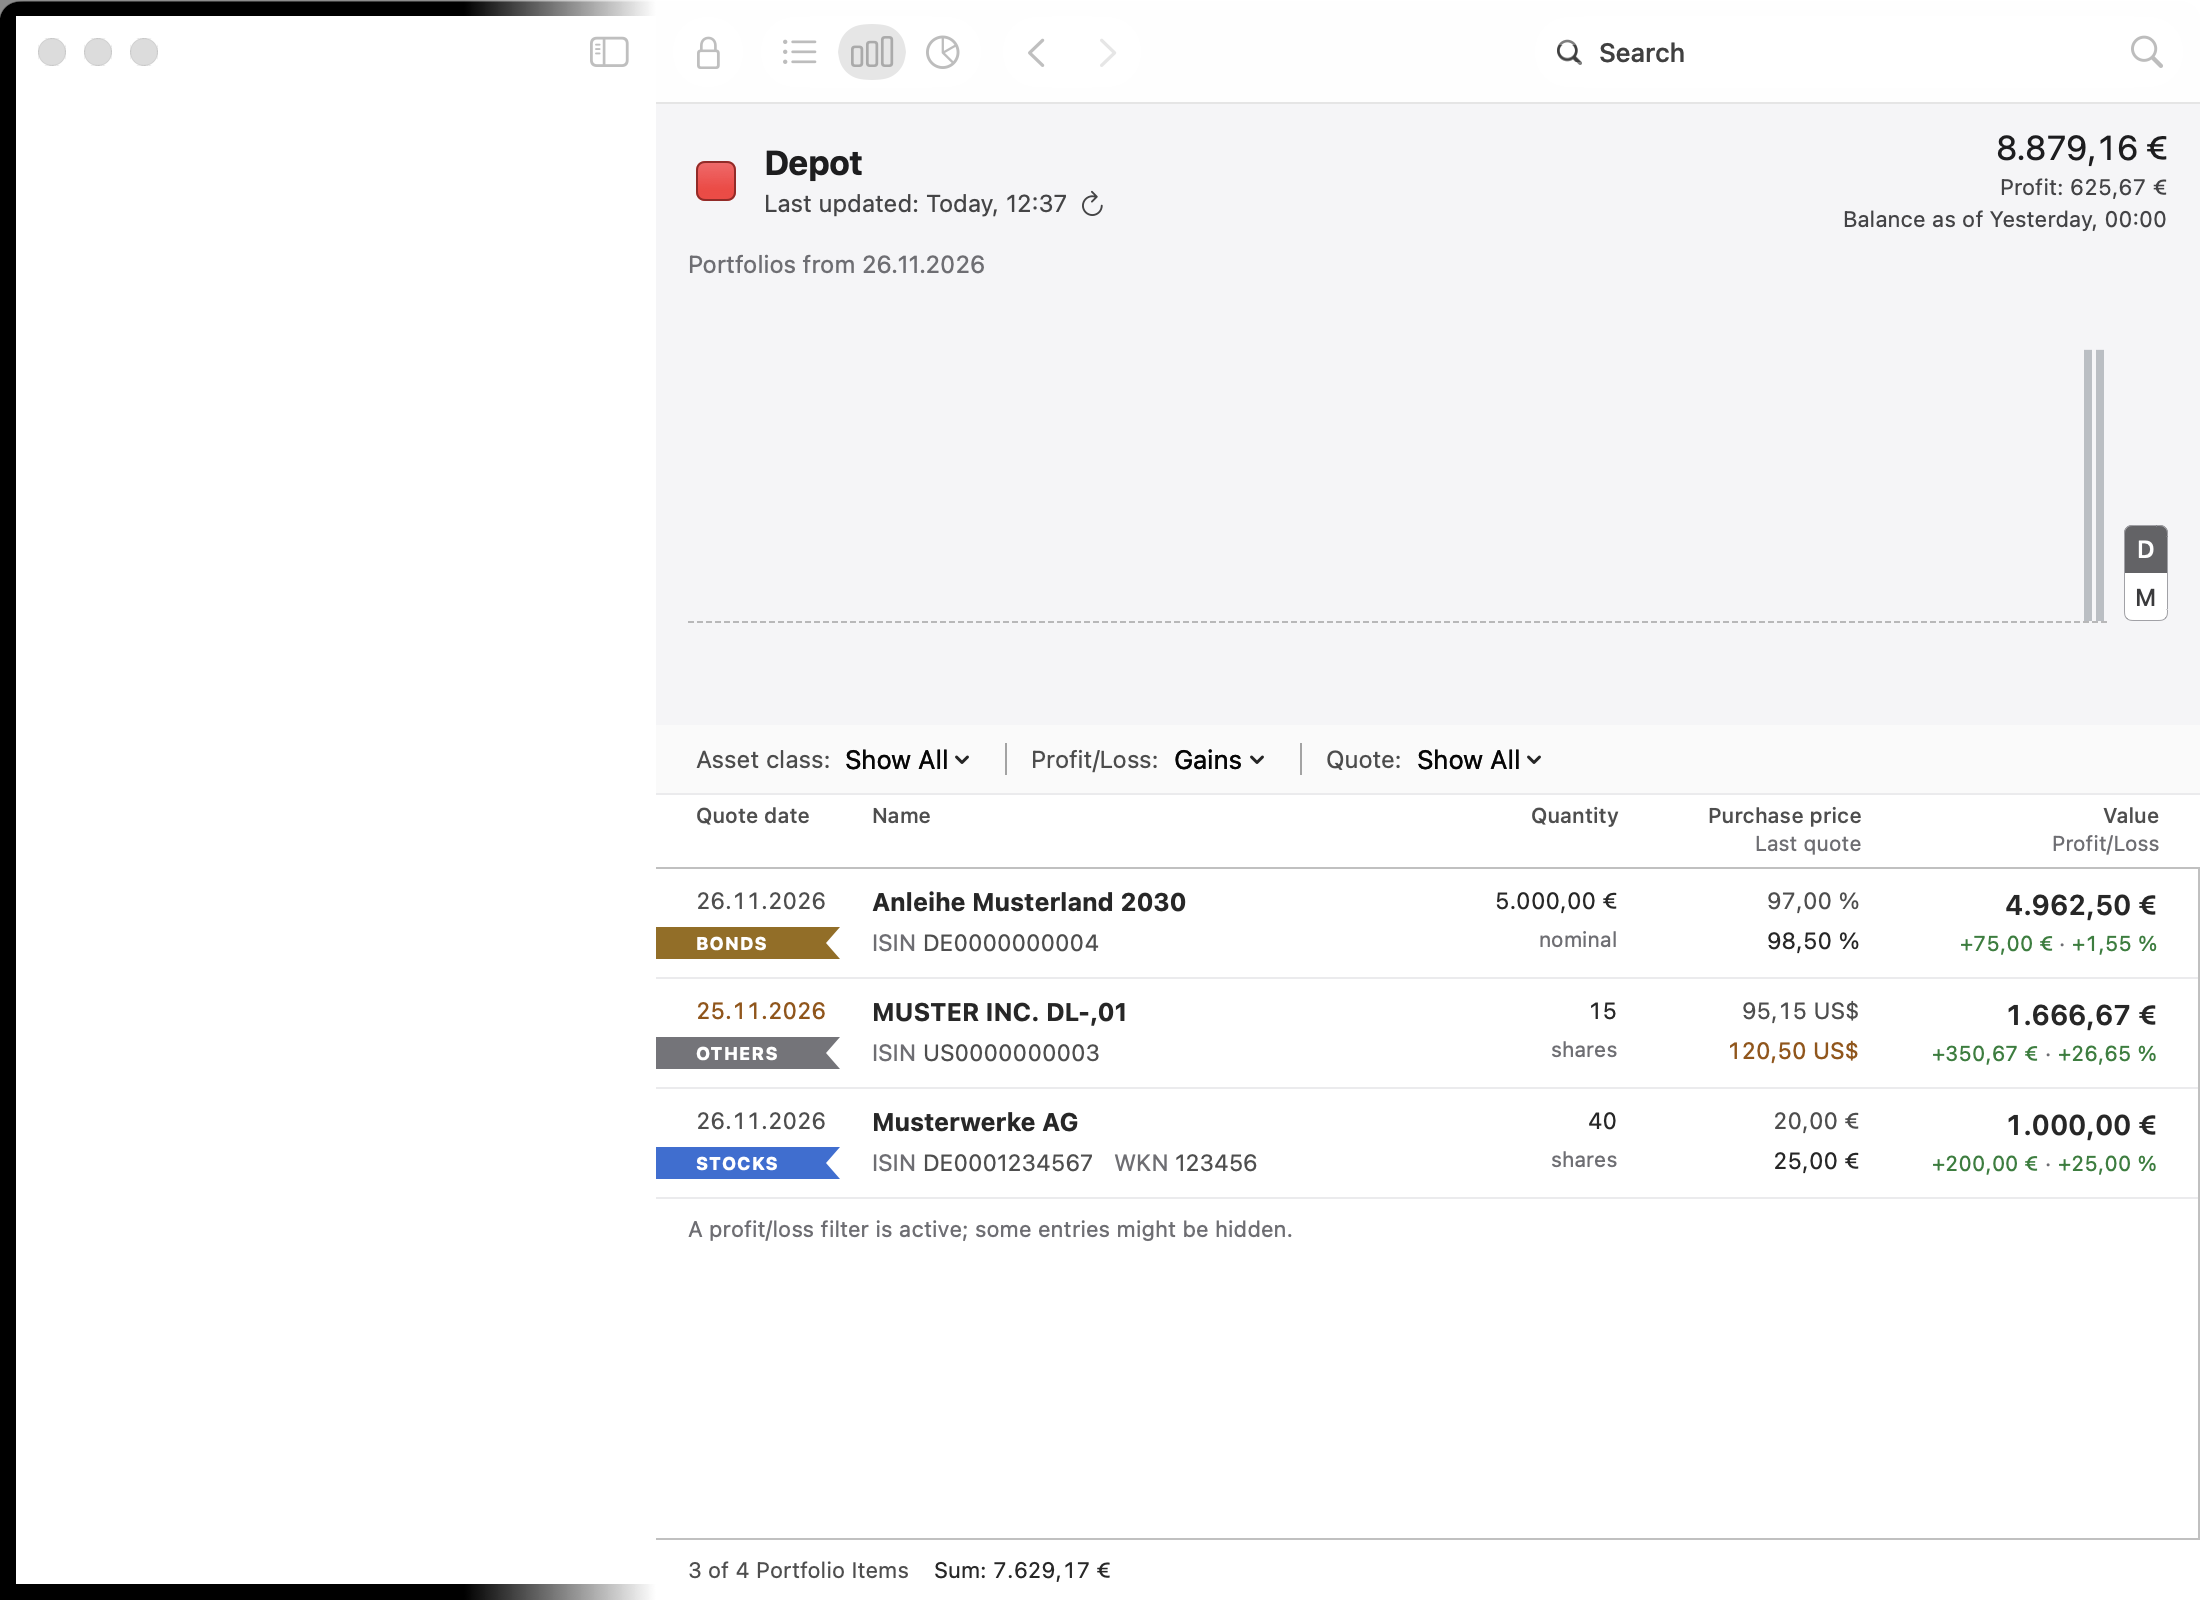 Search
Depot
Last updated: Today, 12:37
8.879,16 €
Profit: 625,67 €
Balance as of Yesterday, 00:00
Portfolios from 26.11.2026
D
M
Asset class: Show All Profit/Loss: Gains Quote: Show All
Quote date Name Quantity Purchase price Value
Last quote Profit/Loss
26.11.2026 Anleihe Musterland 2030 5.000,00 € 97,00 % 4.962,50 €
BONDS ISIN DE0000000004 nominal 98,50 % +75,00 € · +1,55 %
25.11.2026 MUSTER INC. DL-,01 15 95,15 US$ 1.666,67 €
OTHERS ISIN US0000000003 shares 120,50 US$ +350,67 € · +26,65 %
26.11.2026 Musterwerke AG 40 20,00 € 1.000,00 €
STOCKS ISIN DE0001234567 WKN 123456 shares 25,00 € +200,00 € · +25,00 %
A profit/loss filter is active; some entries might be hidden.
3 of 4 Portfolio Items Sum: 7.629,17 €